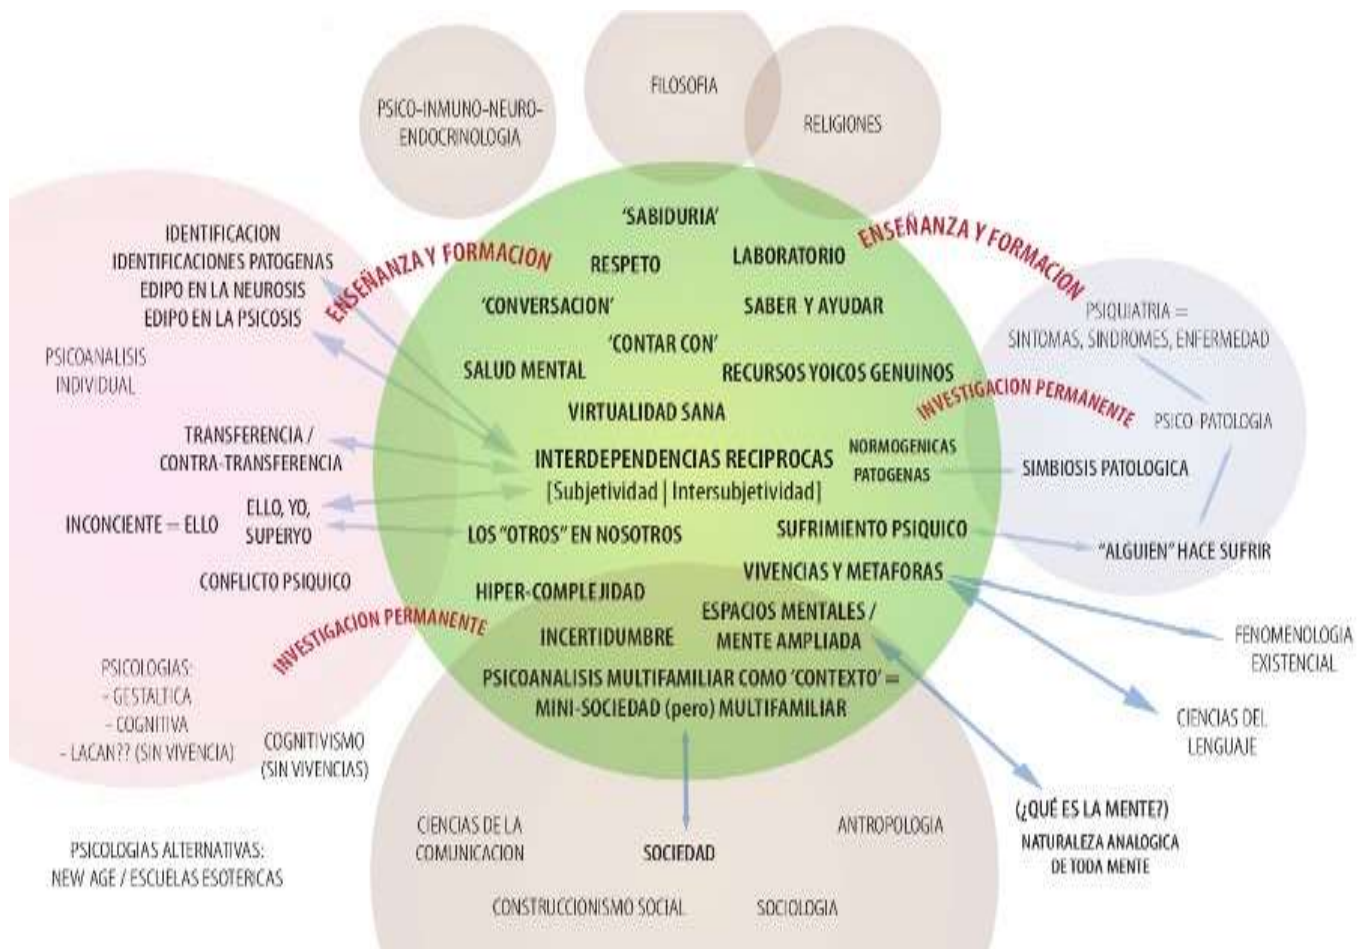 PSICO-INMUNO-NEURO-
ENDOCRINOLOGIA
FILOSOFIA
RELIGIONES
IDENTIFICACION
IDENTIFICACIONES PATOGENAS
EDIPO EN LA NEUROSIS
EDIPO EN LA PSICOSIS
PSICOANALISIS
INDIVIDUAL
TRANSFERENCIA /
CONTRA-TRANSFERENCIA
INCONCIENTE = ELLO
ELLO, YO,
SUPERYO
CONFLICTO PSIQUICO
PSICOLOGIAS:
- GESTALTICA
- COGNITIVA
- LACAN?? (SIN VIVENCIA)
COGNITIVISMO
(SIN VIVENCIAS)
PSICOLOGIAS ALTERNATIVAS:
NEW AGE / ESCUELAS ESOTERICAS
ENSEÑANZA Y FORMACION
INVESTIGACION PERMANENTE
'SABIDURIA'
RESPETO
LABORATORIO
'CONVERSACION'
SABER Y AYUDAR
'CONTAR CON'
SALUD MENTAL
RECURSOS YOICOS GENUINOS
VIRTUALIDAD SANA
INTERDEPENDENCIAS RECIPROCAS
[Subjetividad | Intersubjetividad]
NORMOGENICAS
PATOGENAS
LOS "OTROS" EN NOSOTROS
SUFRIMIENTO PSIQUICO
VIVENCIAS Y METAFORAS
HIPER-COMPLEJIDAD
ESPACIOS MENTALES /
MENTE AMPLIADA
INCERTIDUMBRE
PSICOANALISIS MULTIFAMILIAR COMO 'CONTEXTO' =
MINI-SOCIEDAD (pero) MULTIFAMILIAR
ENSEÑANZA Y FORMACION
INVESTIGACION PERMANENTE
PSIQUIATRIA =
SINTOMAS, SINDROMES, ENFERMEDAD
PSICO-PATOLOGIA
SIMBIOSIS PATOLOGICA
"ALGUIEN" HACE SUFRIR
FENOMENOLOGIA
EXISTENCIAL
CIENCIAS DEL
LENGUAJE
(¿QUÉ ES LA MENTE?)
NATURALEZA ANALOGICA
DE TODA MENTE
CIENCIAS DE LA
COMUNICACION
SOCIEDAD
ANTROPOLOGIA
CONSTRUCCIONISMO SOCIAL
SOCIOLOGIA